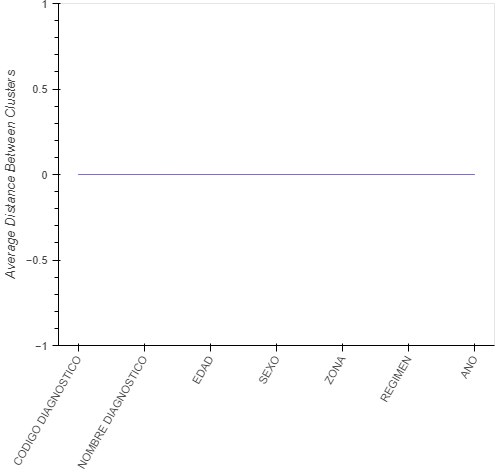 1
0.5
0
−0.5
−1
Average Distance Between Clusters
CODIGO DIAGNOSTICO
NOMBRE DIAGNOSTICO
EDAD
SEXO
ZONA
REGIMEN
ANO